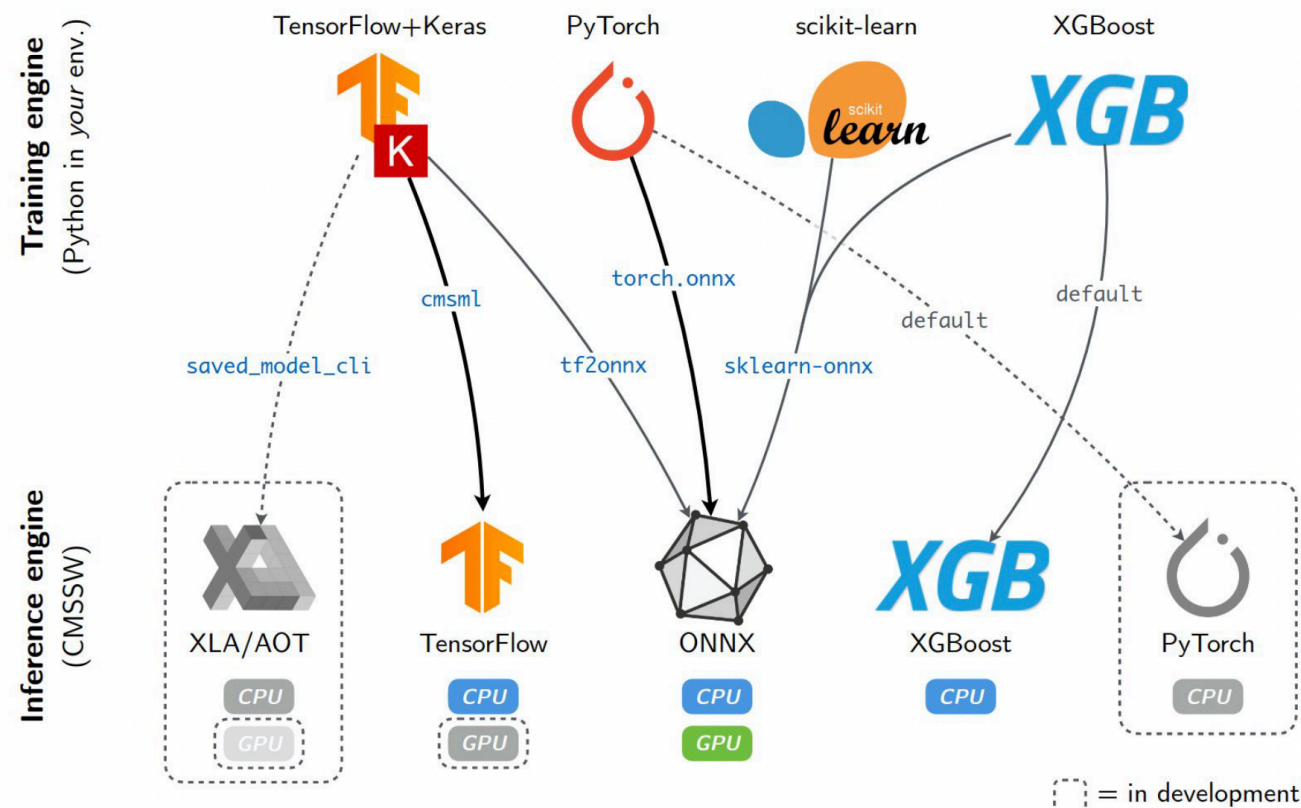 TensorFlow+Keras
PyTorch
scikit-learn
XGBoost
Training engine
(Python in your env.)
K
scikit
learn
XGB
cmsml
torch.onnx
default
default
saved_model_cli
tf2onnx
sklearn-onnx
Inference engine
(CMSSW)
XGB
XLA/AOT
TensorFlow
ONNX
XGBoost
PyTorch
CPU
CPU
CPU
CPU
CPU
GPU
GPU
GPU
= in development